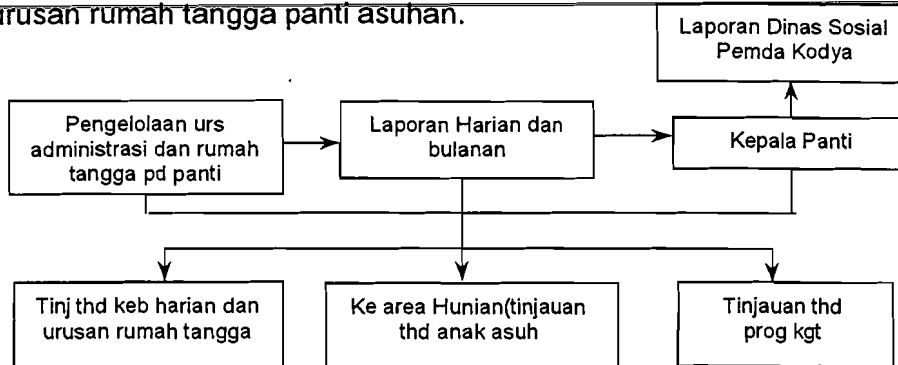 urusan rumah tangga panti asuhan.
Laporan Dinas Sosial
Pemda Kodya
Pengelolaan urs
administrasi dan rumah
tangga pd panti
Laporan Harian dan
bulanan
Kepala Panti
Tinj thd keb harian dan
urusan rumah tangga
Ke area Hunian(tinjauan
thd anak asuh
Tinjauan thd
prog kgt